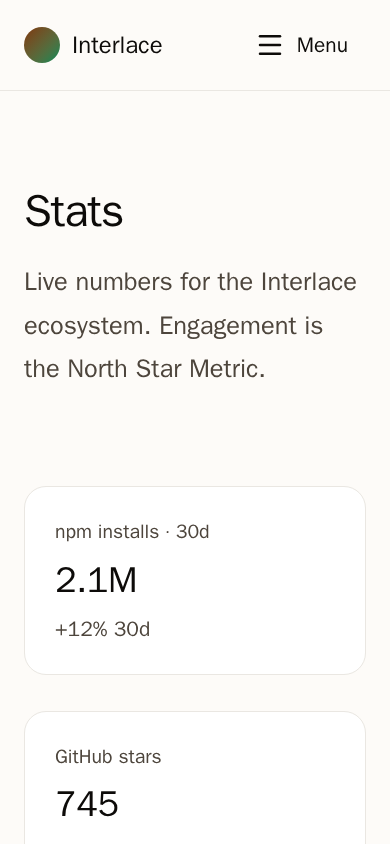 Interlace
Menu
Stats
Live numbers for the Interlace
ecosystem. Engagement is
the North Star Metric.
npm installs · 30d
2.1M
+12% 30d
GitHub stars
745